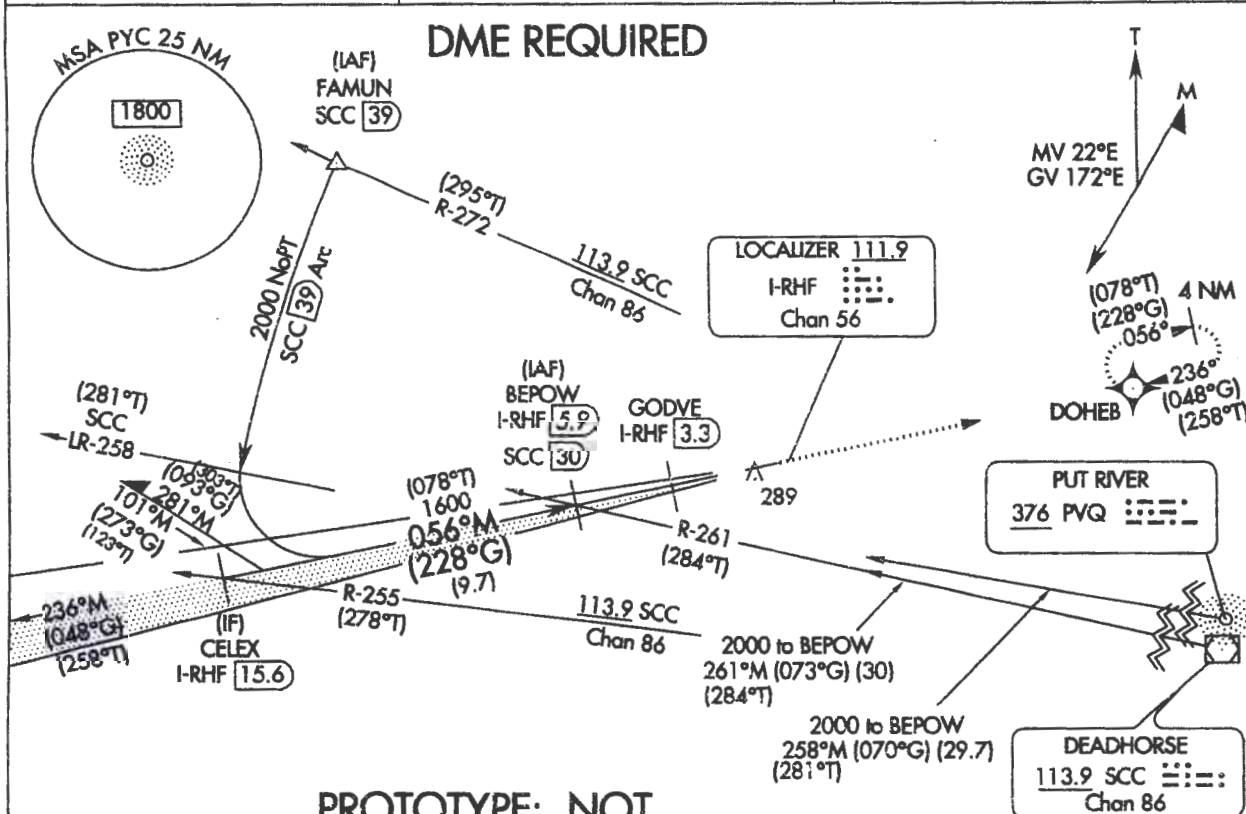 DME REQUIRED
MSA PYC 25 NM
1800
(IAF)
FAMUN
SCC 39
(295°T)
R-272
113.9 SCC
Chan 86
2000 NoPT
SCC 39 Arc
T
M
MV 22°E
GV 172°E
LOCALIZER 111.9
I-RHF
Chan 56
(078°T)
(228°G)
056°
4 NM
236°
(048°G)
(258°T)
DOHEB
(281°T)
SCC
LR-258
(IAF)
BEPOW
I-RHF 5.9
SCC 30
GODVE
I-RHF 3.3
289
(303°T)
(093°G)
281°M
101°M
(273°G)
(123°T)
(078°T)
1600
056°M
(228°G)
(9.7)
R-261
(284°T)
PUT RIVER
376 PVQ
236°M
(048°G)
(258°T)
(IF)
CELEX
I-RHF 15.6
R-255
(278°T)
113.9 SCC
Chan 86
2000 to BEPOW
261°M (073°G) (30)
(284°T)
2000 to BEPOW
258°M (070°G) (29.7)
(281°T)
DEADHORSE
113.9 SCC
Chan 86
PROTOTYPE: NOT